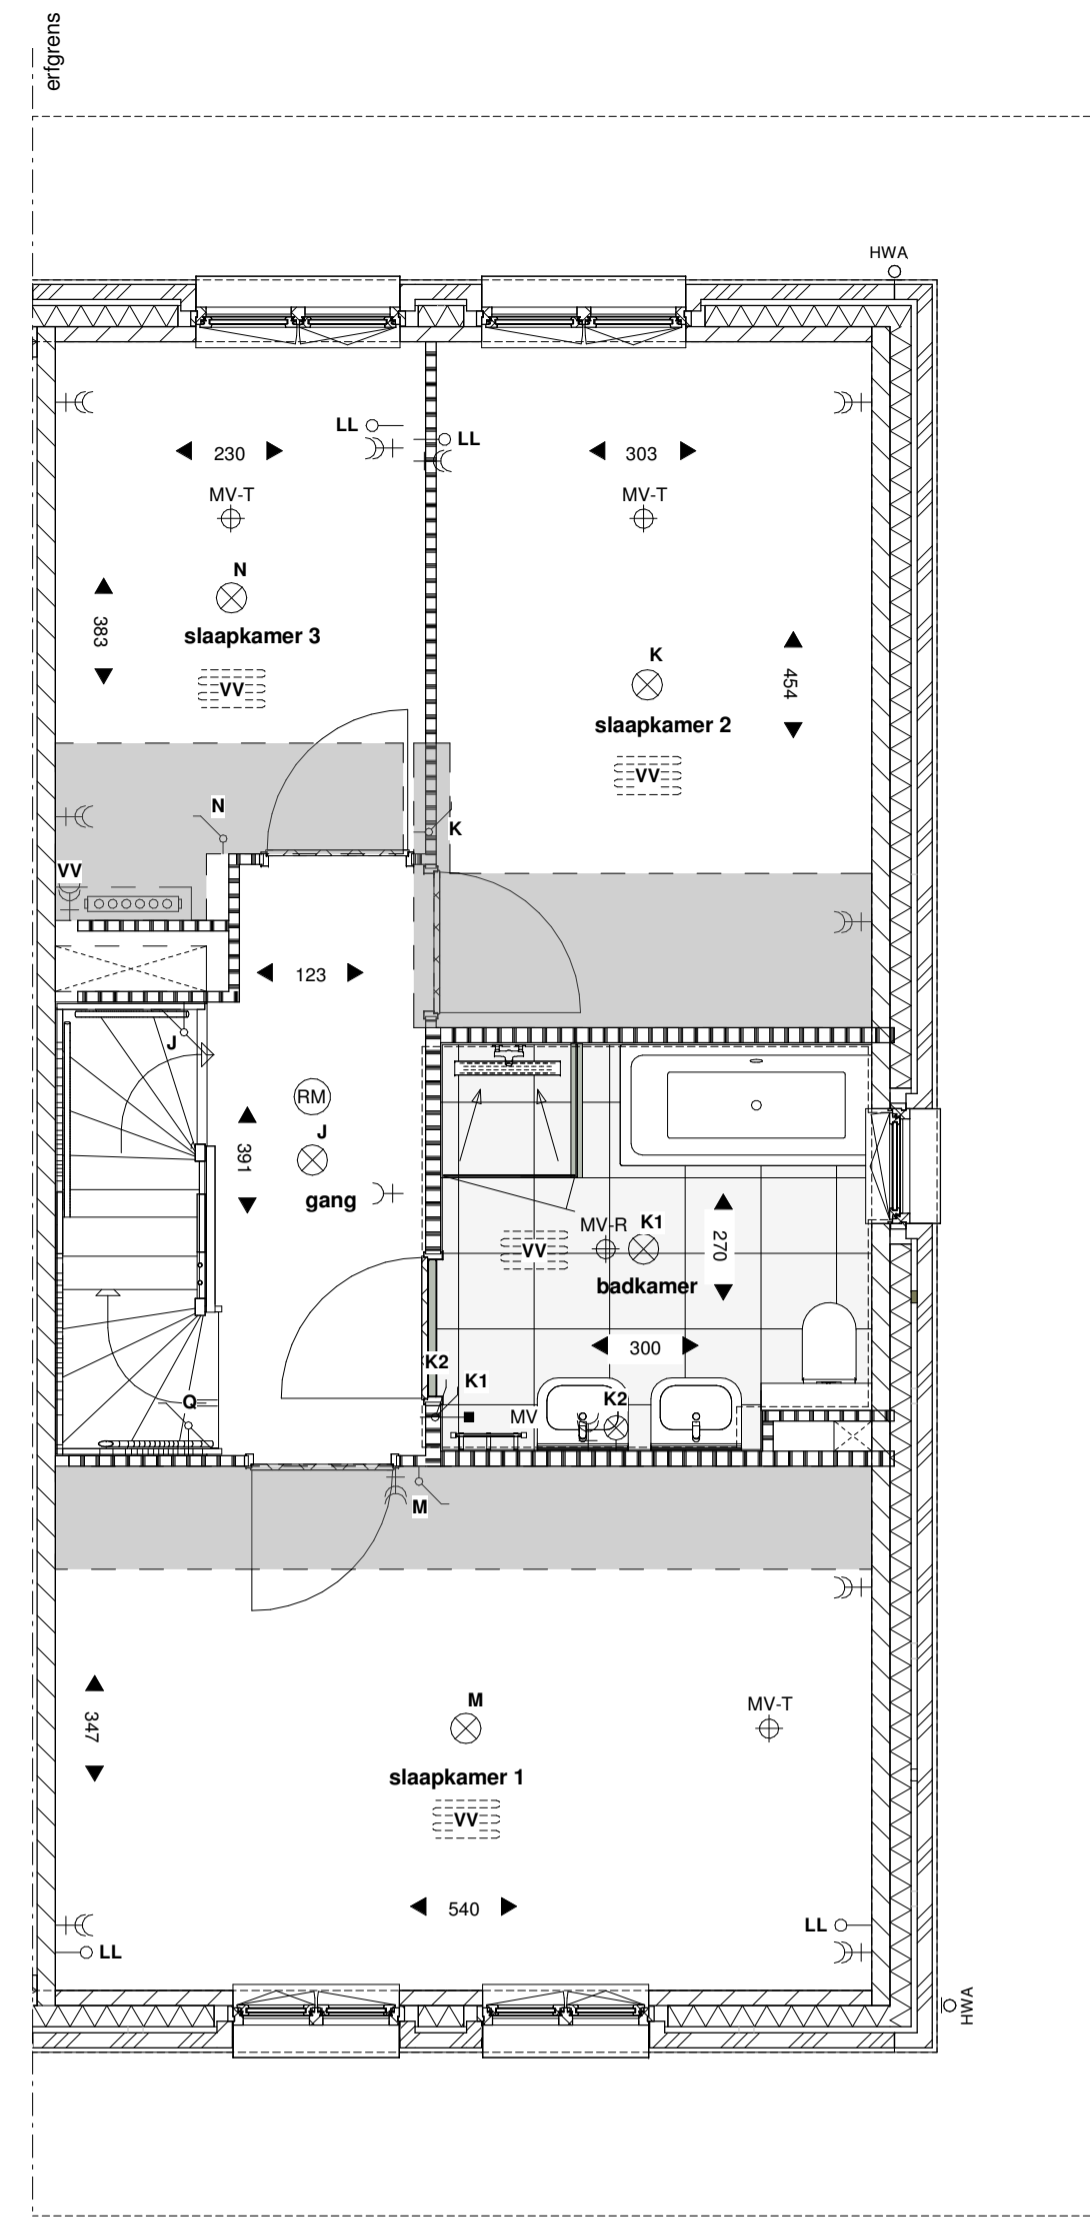 erfgrens
HWA
LL
LL
230
303
MV-T
MV-T
N
slaapkamer 3
383
K
454
slaapkamer 2
VV
VV
N
K
VV
123
J
RM
J
391
gang
MV-R
K1
VV
270
badkamer
300
K2
K1
K2
MV
Q
M
M
MV-T
347
slaapkamer 1
VV
540
LL
LL
HWA